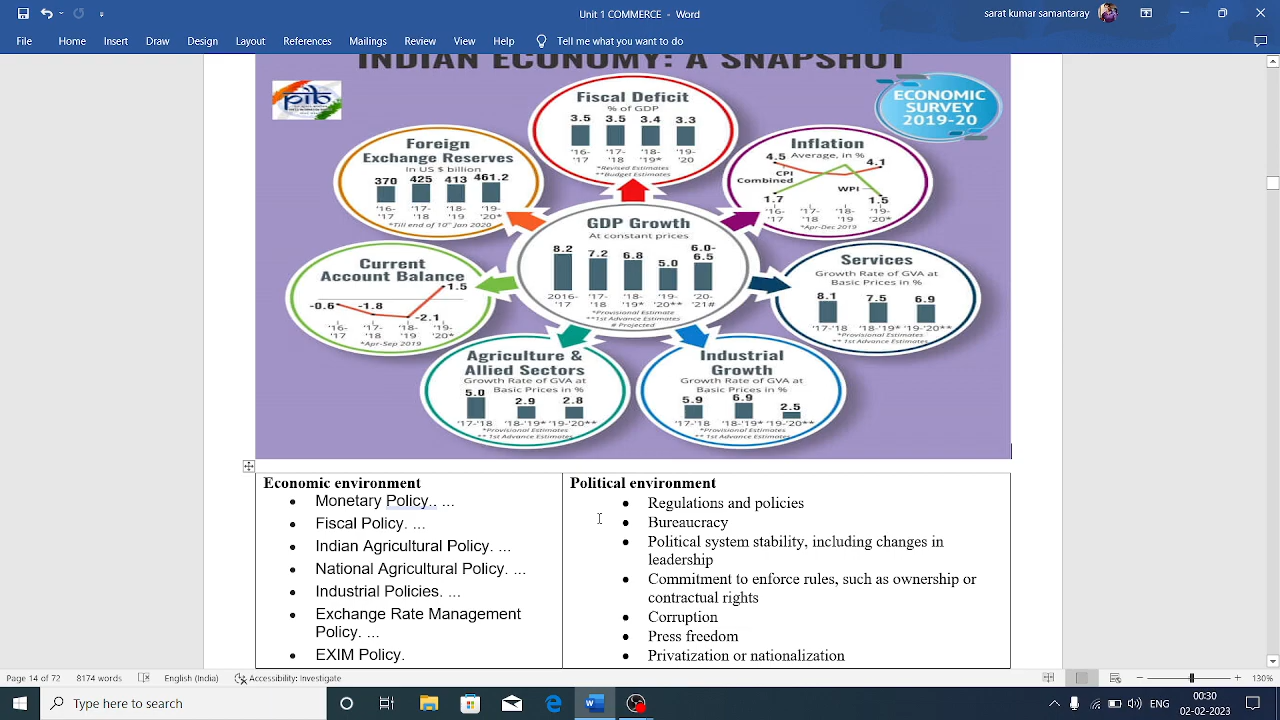 sarat kumar
File Home Insert Draw Design Layout References Mailings Review View Help Tell me what you want to do
INDIAN ECONOMY: A SNAPSHOT
pib
ECONOMIC
SURVEY
2019-20
Fiscal Deficit
% of GDP
3.5 3.5 3.4 3.3
'16-'17 '17-'18 '18-'19* '19-'20
*Revised Estimates
**Budget Estimates
Foreign
Exchange Reserves
In US $ billion
370 425 413 461.2
'16-'17 '17-'18 '18-'19 '19-'20*
*Till end of 10th Jan 2020
Inflation
Average, in %
4.5 4.1
CPI
Combined
WPI
1.7 1.5
'16-'17 '17-'18 '18-'19 '19-'20*
*Apr-Dec 2019
GDP Growth
At constant prices
8.2 7.2 6.8 5.0 6.0-6.5
2016-17 '17-'18 '18-'19* '19-'20** '20-'21#
*Provisional Estimate
**1st Advance Estimates
# Projected
Current
Account Balance
1.5
-0.6 -1.8 -2.1
'16-'17 '17-'18 '18-'19 '19-'20*
*Apr-Sep 2019
Services
Growth Rate of GVA at
Basic Prices in %
8.1 7.5 6.9
'17-'18 '18-'19* '19-'20**
*Provisional Estimates
** 1st Advance Estimates
Agriculture &
Allied Sectors
Growth Rate of GVA at
Basic Prices in %
5.0 2.9 2.8
'17-'18 '18-'19* '19-'20**
*Provisional Estimates
** 1st Advance Estimates
Industrial
Growth
Growth Rate of GVA at
Basic Prices in %
5.9 6.9 2.5
'17-'18 '18-'19* '19-'20**
*Provisional Estimates
** 1st Advance Estimates
Economic environment
• Monetary Policy.. ...
• Fiscal Policy. ...
• Indian Agricultural Policy. ...
• National Agricultural Policy. ...
• Industrial Policies. ...
• Exchange Rate Management
Policy. ...
• EXIM Policy.
Political environment
• Regulations and policies
• Bureaucracy
• Political system stability, including changes in
leadership
• Commitment to enforce rules, such as ownership or
contractual rights
• Corruption
• Press freedom
• Privatization or nationalization
Page 14 of 72 8174 words English (India) Accessibility: Investigate 130%
Type here to search
ENG
00:30
02-02-2023